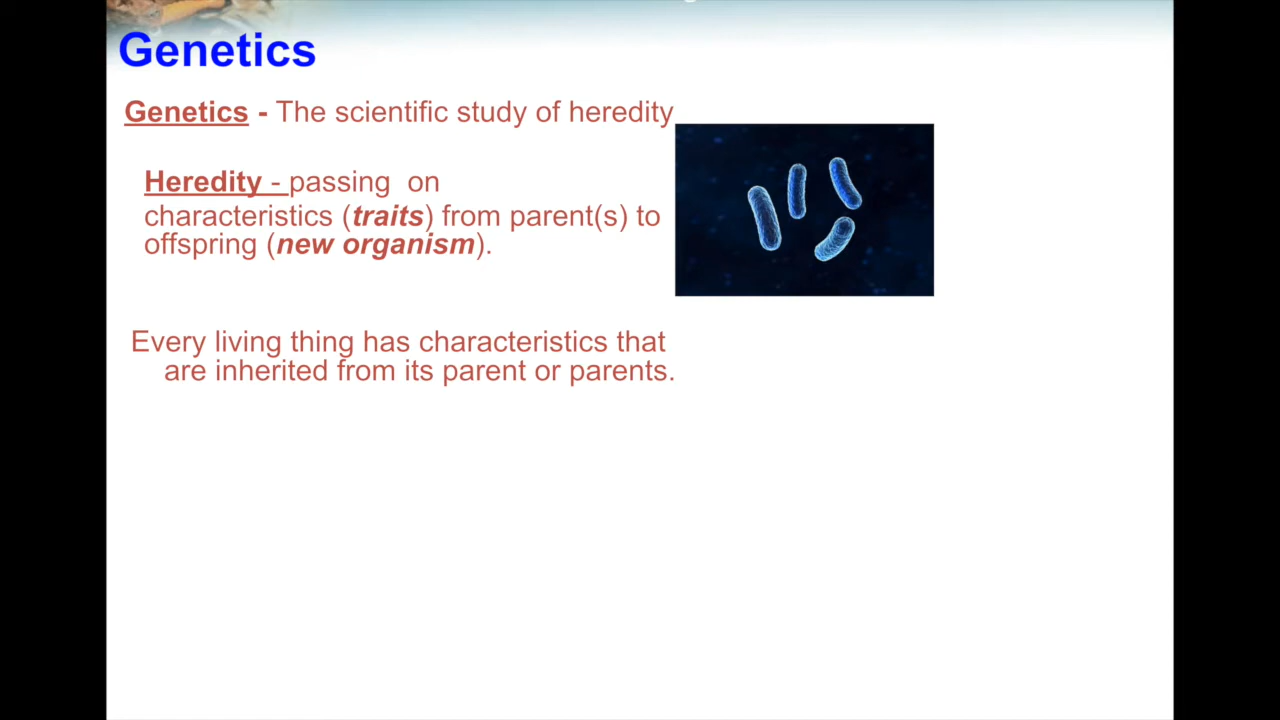 Genetics
Genetics - The scientific study of heredity
Heredity - passing on
characteristics (traits) from parent(s) to
offspring (new organism).
Every living thing has characteristics that
are inherited from its parent or parents.